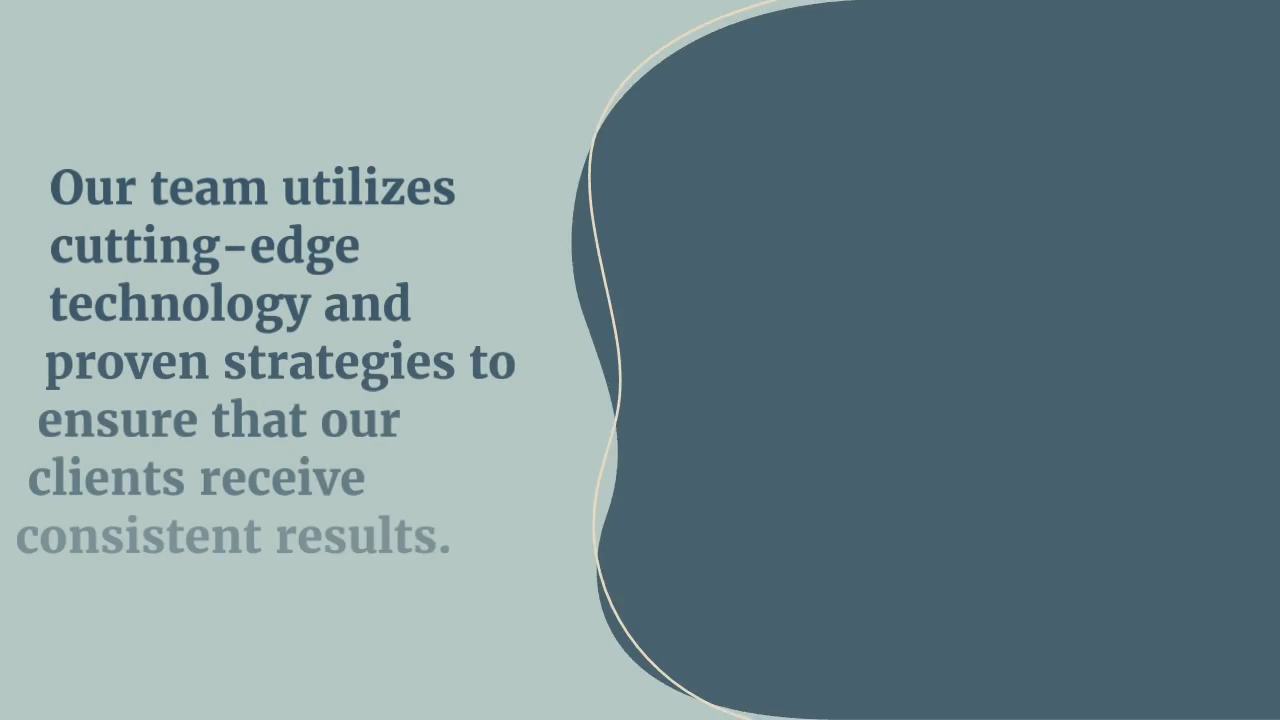 Our team utilizes
cutting-edge
technology and
proven strategies to
ensure that our
clients receive
consistent results.